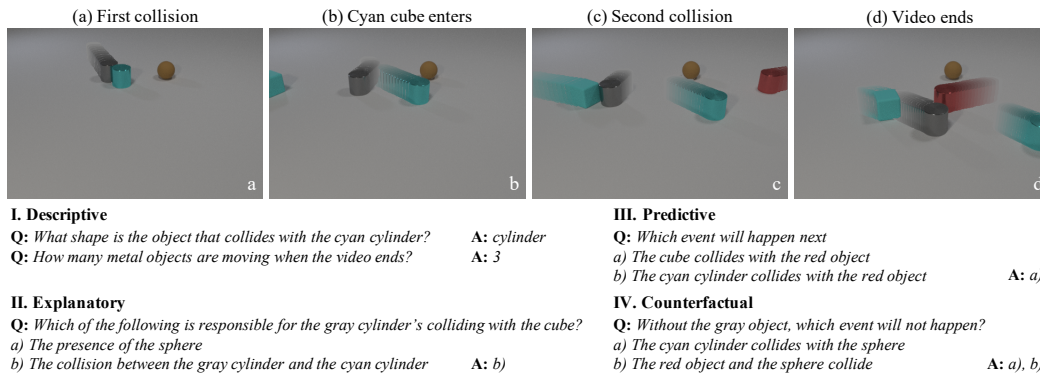 (a) First collision
(b) Cyan cube enters
(c) Second collision
(d) Video ends
a
b
c
d
I. Descriptive
Q: What shape is the object that collides with the cyan cylinder? A: cylinder
Q: How many metal objects are moving when the video ends? A: 3
II. Explanatory
Q: Which of the following is responsible for the gray cylinder's colliding with the cube?
a) The presence of the sphere
b) The collision between the gray cylinder and the cyan cylinder A: b)
III. Predictive
Q: Which event will happen next
a) The cube collides with the red object
b) The cyan cylinder collides with the red object A: a)
IV. Counterfactual
Q: Without the gray object, which event will not happen?
a) The cyan cylinder collides with the sphere
b) The red object and the sphere collide A: a), b)